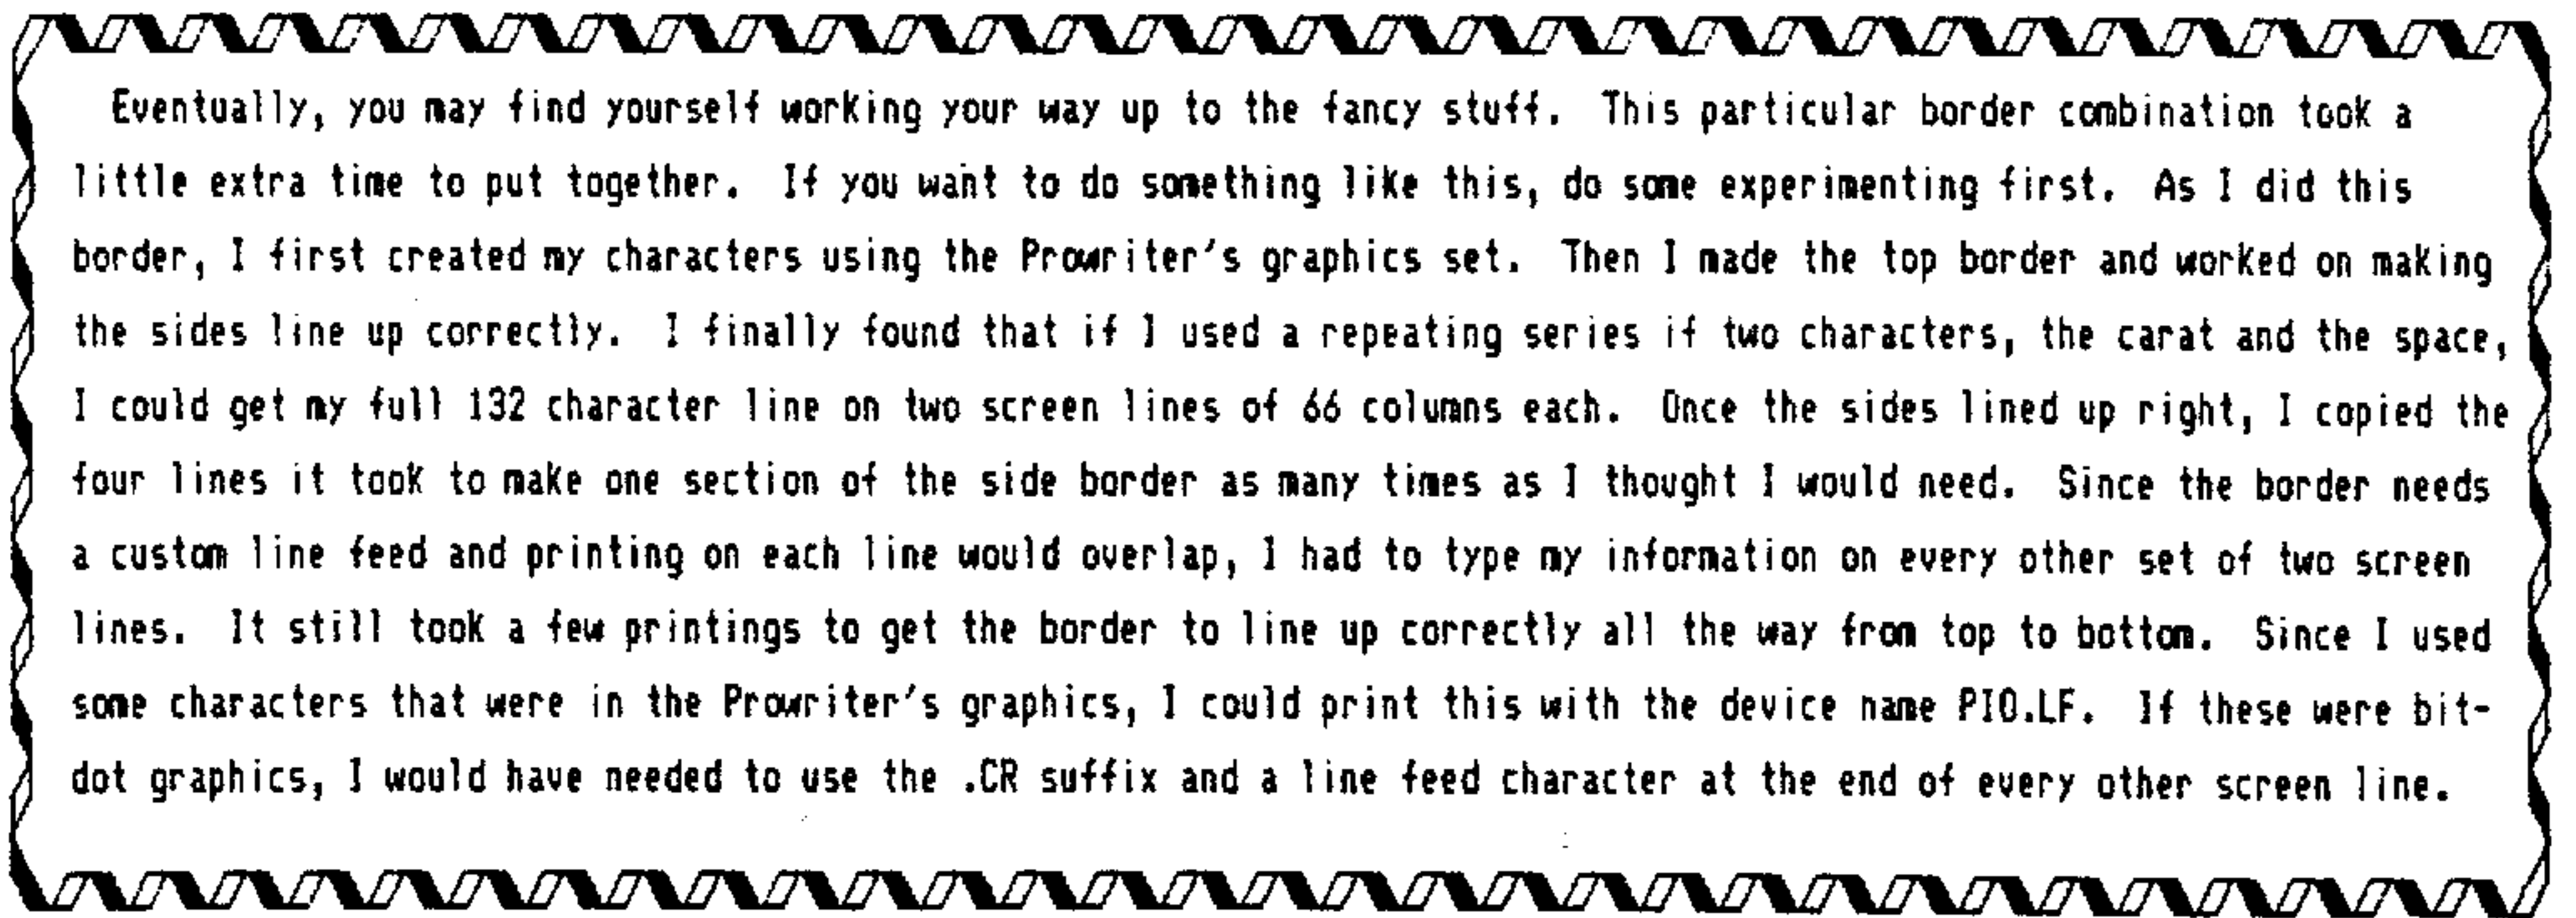 Eventually, you may find yourself working your way up to the fancy stuff. This particular border combination took a
little extra time to put together. If you want to do something like this, do some experimenting first. As I did this
border, I first created my characters using the Prowriter's graphics set. Then I made the top border and worked on making
the sides line up correctly. I finally found that if I used a repeating series if two characters, the carat and the space,
I could get my full 132 character line on two screen lines of 66 columns each. Once the sides lined up right, I copied the
four lines it took to make one section of the side border as many times as I thought I would need. Since the border needs
a custom line feed and printing on each line would overlap, I had to type my information on every other set of two screen
lines. It still took a few printings to get the border to line up correctly all the way from top to bottom. Since I used
some characters that were in the Prowriter's graphics, I could print this with the device name PIO.LF. If these were bit-
dot graphics, I would have needed to use the .CR suffix and a line feed character at the end of every other screen line.